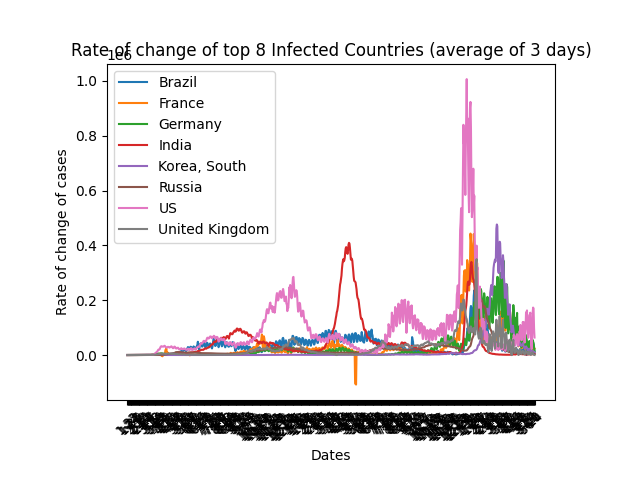 Rate of change of top 8 Infected Countries (average of 3 days)
1e6
Brazil
France
Germany
India
Korea, South
Russia
US
United Kingdom
1.0
0.8
0.6
0.4
0.2
0.0
Rate of change of cases
Dates